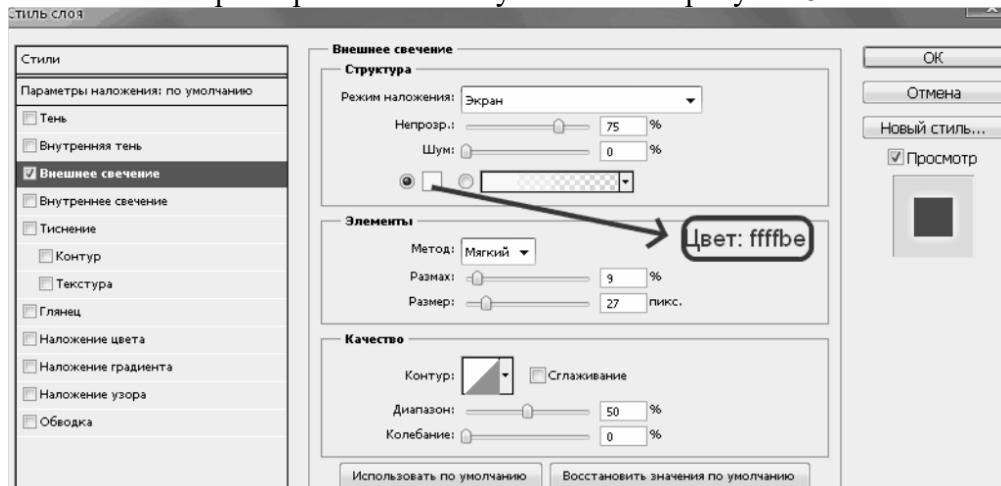 Стиль слоя
Стили
Параметры наложения: по умолчанию
Тень
Внутренняя тень
Внешнее свечение
Внутреннее свечение
Тиснение
Контур
Текстура
Глянец
Наложение цвета
Наложение градиента
Наложение узора
Обводка
Внешнее свечение
Структура
Режим наложения: Экран
Непрозр.: 75 %
Шум: 0 %
Элементы
Цвет: ffffbe
Метод: Мягкий
Размах: 9 %
Размер: 27 пикс.
Качество
Контур: Сглаживание
Диапазон: 50 %
Колебание: 0 %
Использовать по умолчанию Восстановить значения по умолчанию
ОК
Отмена
Новый стиль...
Просмотр